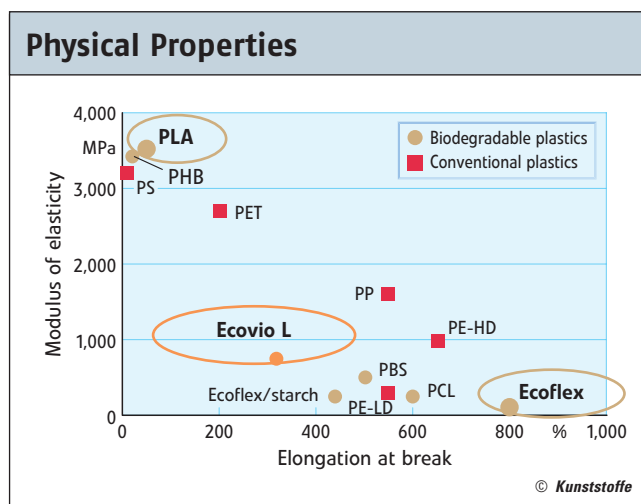 Physical Properties
4,000
MPa
3,000
2,000
1,000
0
Modulus of elasticity
Biodegradable plastics
Conventional plastics
PLA
PHB
PS
PET
PP
PE-HD
Ecovio L
PBS
Ecoflex/starch
PE-LD
PCL
Ecoflex
0 200 400 600 800 % 1,000
Elongation at break
© Kunststoffe